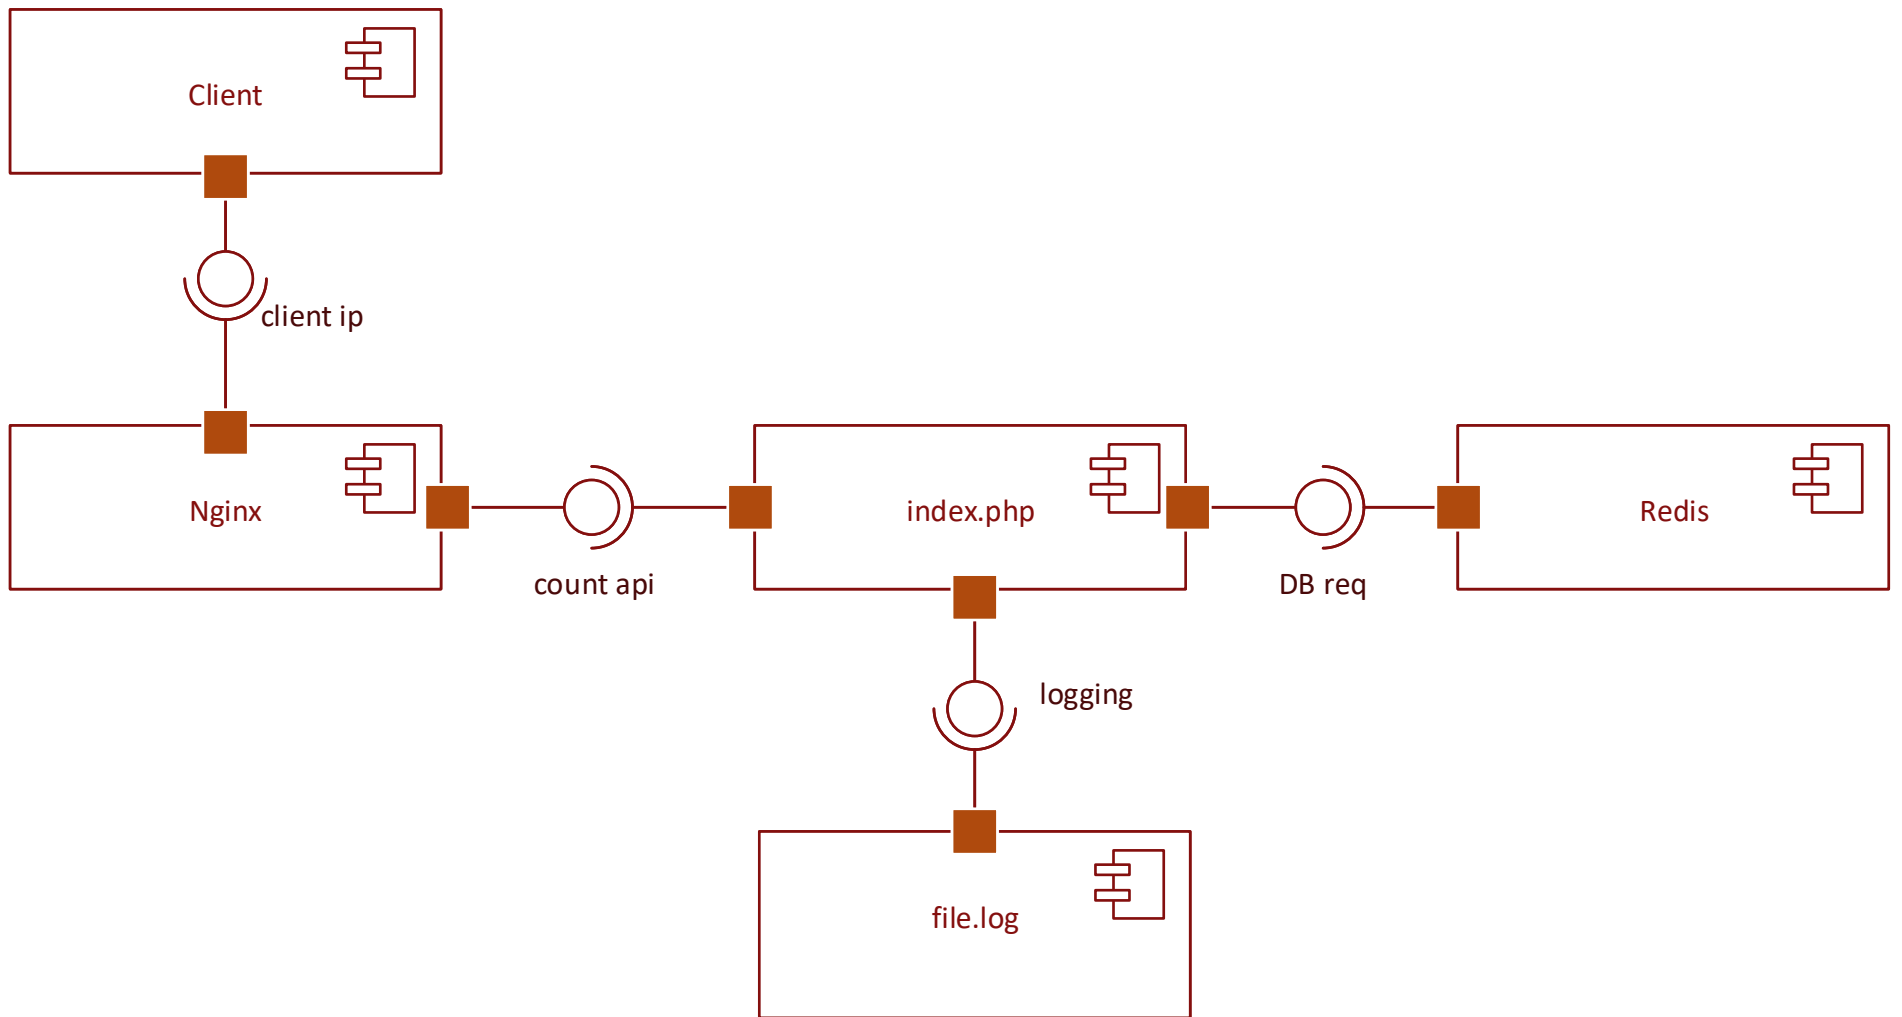 Client
client ip
Nginx
count api
index.php
DB req
Redis
logging
file.log